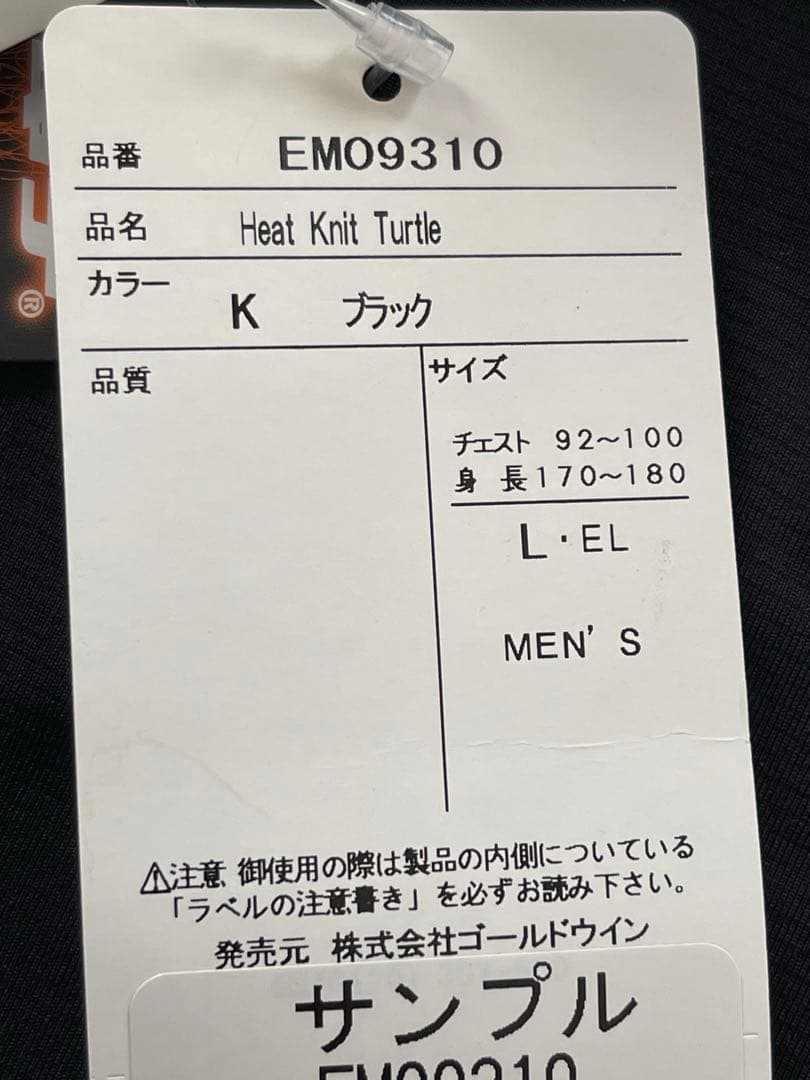 品番 EM09310
品名 Heat Knit Turtle
カラー
K ブラック
品質
サイズ
チェスト 92～100
身 長170～180
L・EL
MEN'S
⚠注意 御使用の際は製品の内側についている
「ラベルの注意書き」を必ずお読み下さい。
発売元 株式会社ゴールドウイン
サンプル
EM09310
®